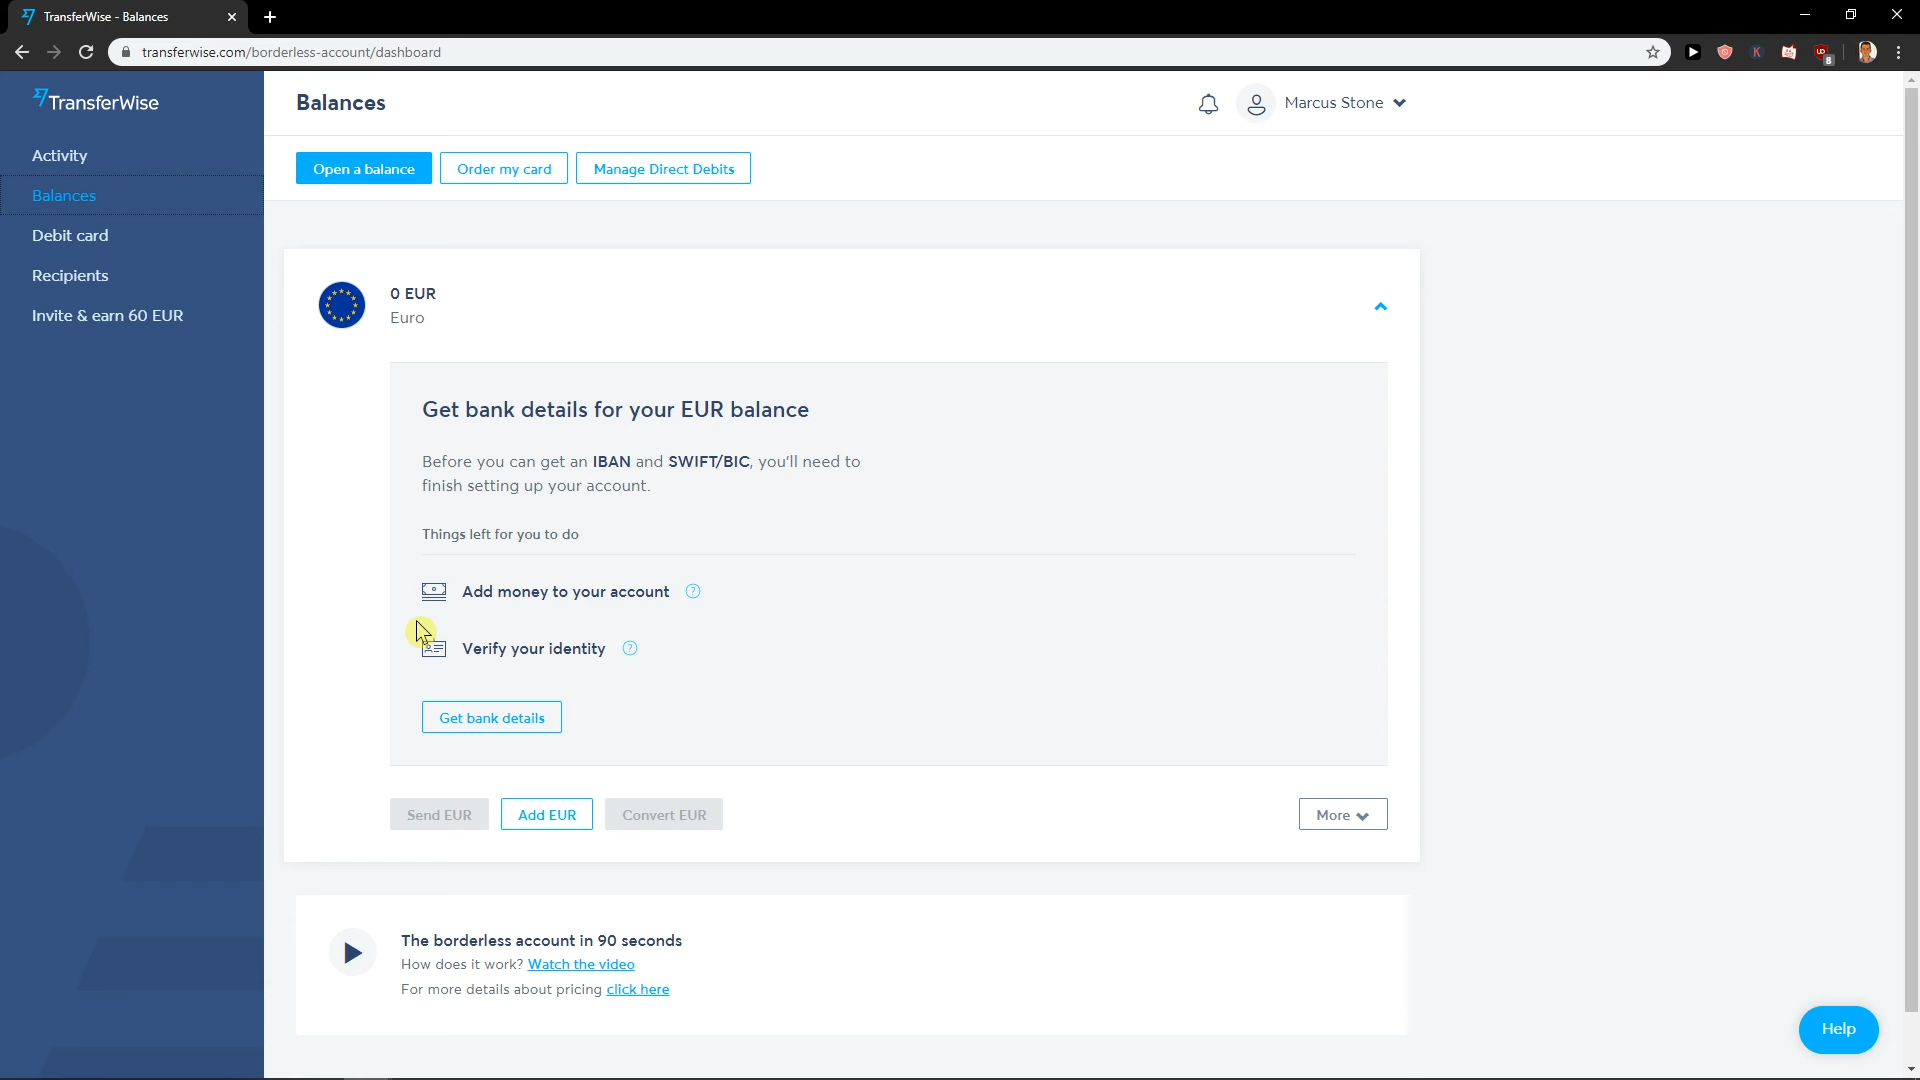 TransferWise - Balances
transferwise.com/borderless-account/dashboard
8
TransferWise
Activity
Balances
Debit card
Recipients
Invite & earn 60 EUR
Balances
Marcus Stone
Open a balance
Order my card
Manage Direct Debits
0 EUR
Euro
Get bank details for your EUR balance
Before you can get an IBAN and SWIFT/BIC, you'll need to
finish setting up your account.
Things left for you to do
Add money to your account ?
Verify your identity ?
Get bank details
Send EUR
Add EUR
Convert EUR
More
The borderless account in 90 seconds
How does it work? Watch the video
For more details about pricing click here
Help